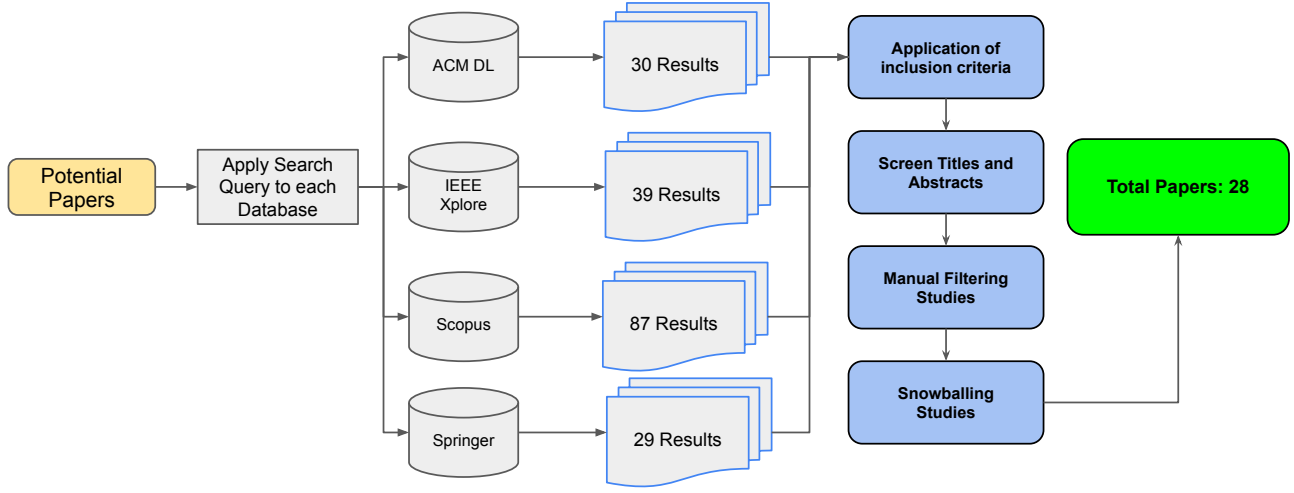 Potential
Papers
Apply Search
Query to each
Database
ACM DL
30 Results
IEEE
Xplore
39 Results
Scopus
87 Results
Springer
29 Results
Application of
inclusion criteria
Screen Titles and
Abstracts
Manual Filtering
Studies
Snowballing
Studies
Total Papers: 28